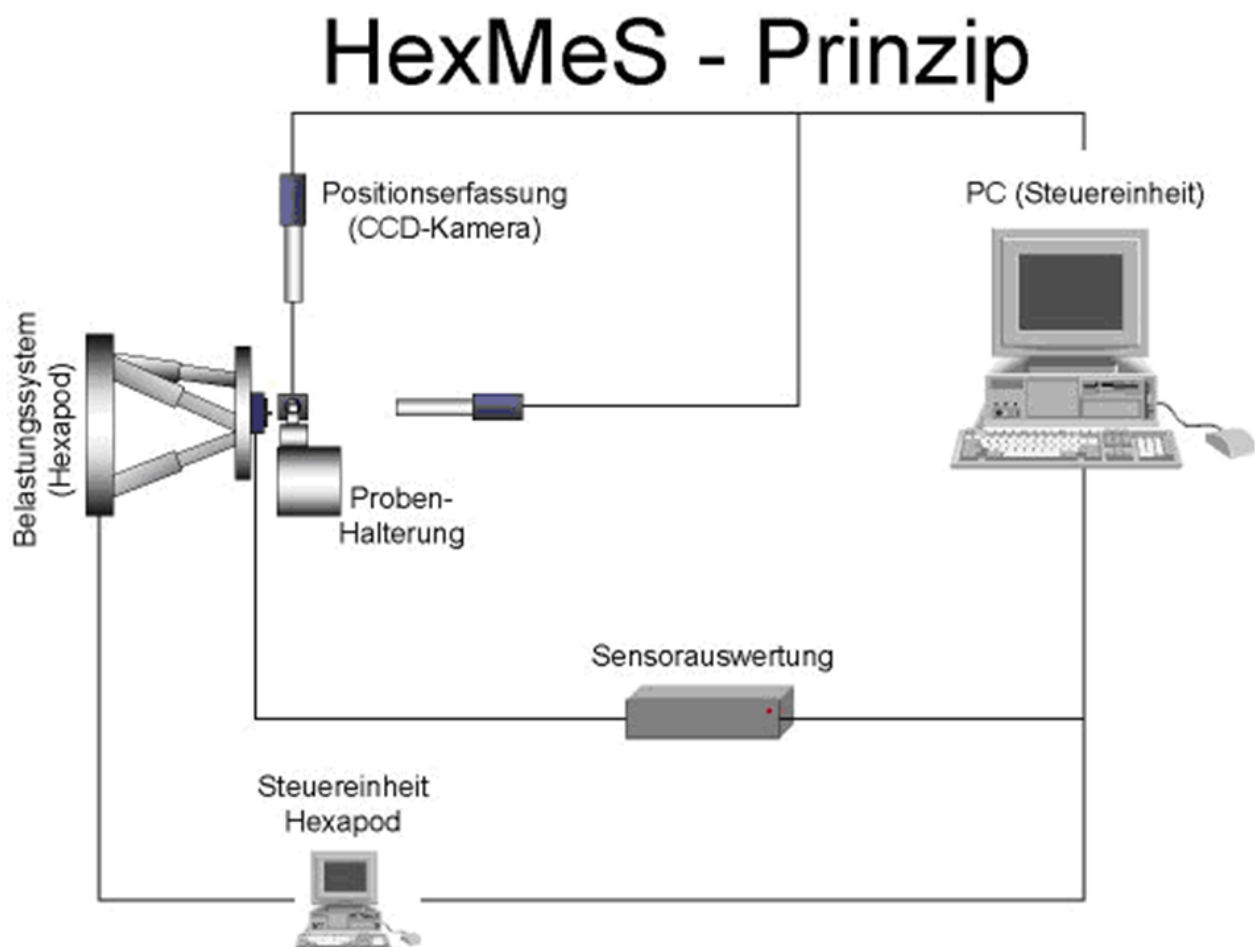 HexMeS - Prinzip
Positionserfassung
(CCD-Kamera)
PC (Steuereinheit)
Belastungssystem
(Hexapod)
Proben-
Halterung
Sensorauswertung
Steuereinheit
Hexapod